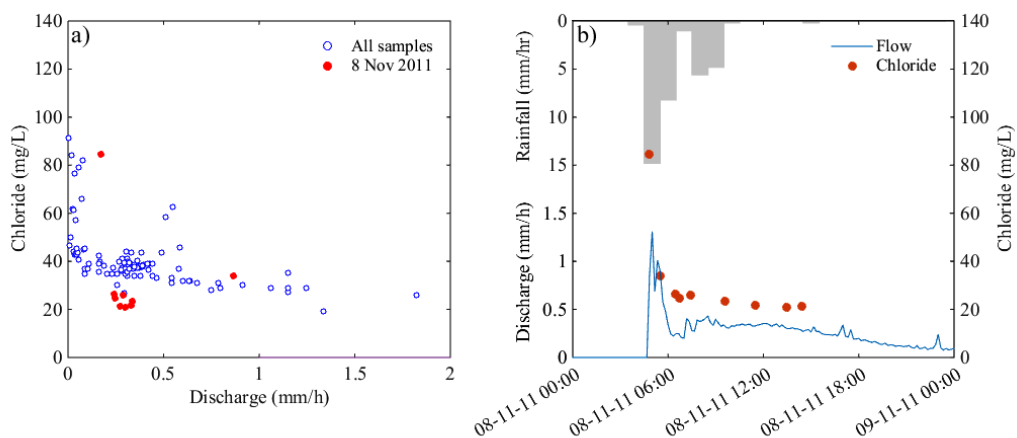 a)
All samples
8 Nov 2011
140
120
100
80
60
40
20
0
Chloride (mg/L)
0 0.5 1 1.5 2
Discharge (mm/h)
b)
Flow
Chloride
0
5
10
15
Rainfall (mm/hr)
1.5
1
0.5
0
Discharge (mm/h)
140
120
100
80
60
40
20
0
Chloride (mg/L)
08-11-11 00:00
08-11-11 06:00
08-11-11 12:00
08-11-11 18:00
09-11-11 00:00